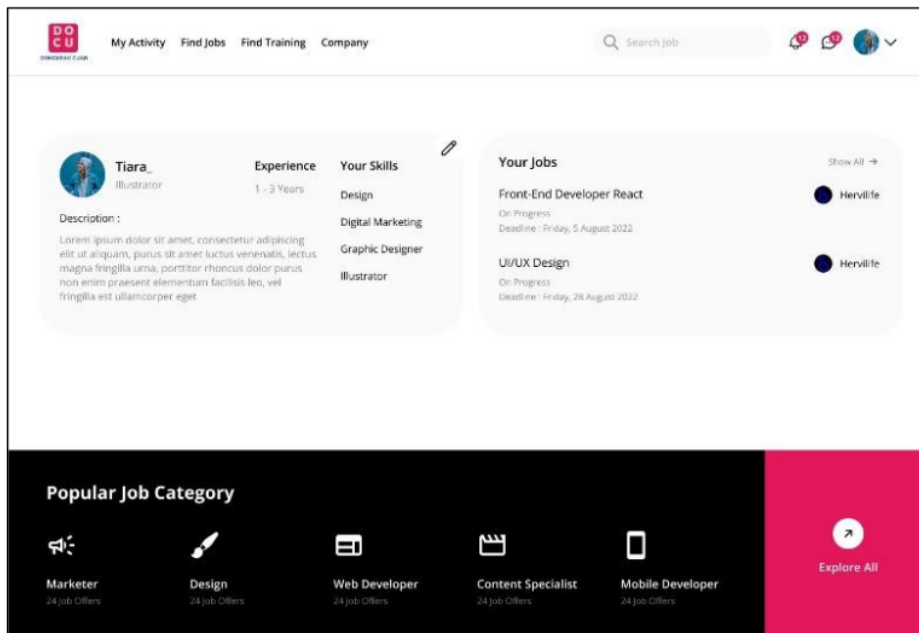 DO
CU
DONGKRAK CUAN
My Activity Find Jobs Find Training Company
Search Job
12 12
Tiara_
Illustrator
Experience
1 - 3 Years
Your Skills
Design
Digital Marketing
Graphic Designer
Illustrator
Description :
Lorem ipsum dolor sit amet, consectetur adipiscing
elit ut aliquam, purus sit amet luctus venenatis, lectus
magna fringilla urna, porttitor rhoncus dolor purus
non enim praesent elementum facilisis leo, vel
fringilla est ullamcorper eget
Your Jobs
Show All →
Front-End Developer React
Hervilife
On Progress
Deadline : Friday, 5 August 2022
UI/UX Design
Hervilife
On Progress
Deadline : Friday, 28 August 2022
Popular Job Category
Marketer
24 Job Offers
Design
24 Job Offers
Web Developer
24 Job Offers
Content Specialist
24 Job Offers
Mobile Developer
24 Job Offers
Explore All